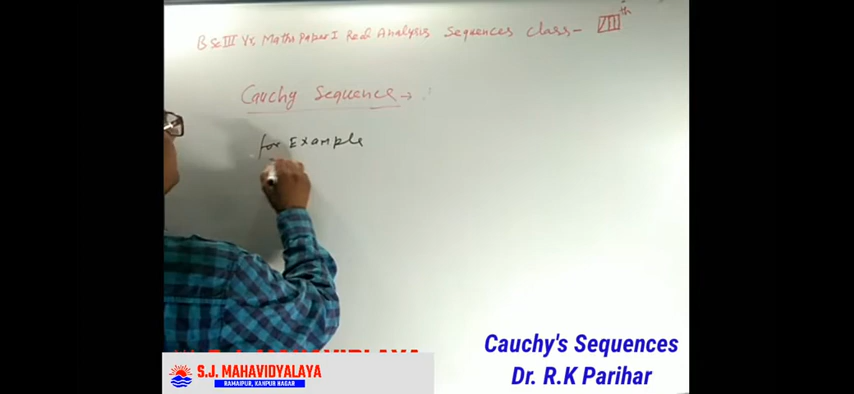 B Sc III Yr, Maths Paper I Real Analysis Sequences Class- VII th
Cauchy Sequence →
for Example
Cauchy's Sequences
Dr. R.K Parihar
S.J. MAHAVIDYALAYA
RAMAIPUR, KANPUR NAGAR